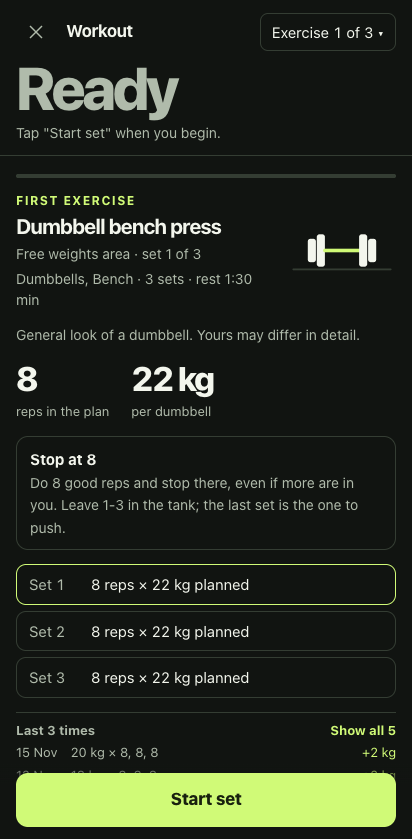 Workout
Exercise 1 of 3 ▾
Ready
Tap "Start set" when you begin.
FIRST EXERCISE
Dumbbell bench press
Free weights area · set 1 of 3
Dumbbells, Bench · 3 sets · rest 1:30
min
General look of a dumbbell. Yours may differ in detail.
8
reps in the plan
22 kg
per dumbbell
Stop at 8
Do 8 good reps and stop there, even if more are in
you. Leave 1-3 in the tank; the last set is the one to
push.
Set 1 8 reps × 22 kg planned
Set 2 8 reps × 22 kg planned
Set 3 8 reps × 22 kg planned
Last 3 times
Show all 5
15 Nov 20 kg × 8, 8, 8 +2 kg
Start set